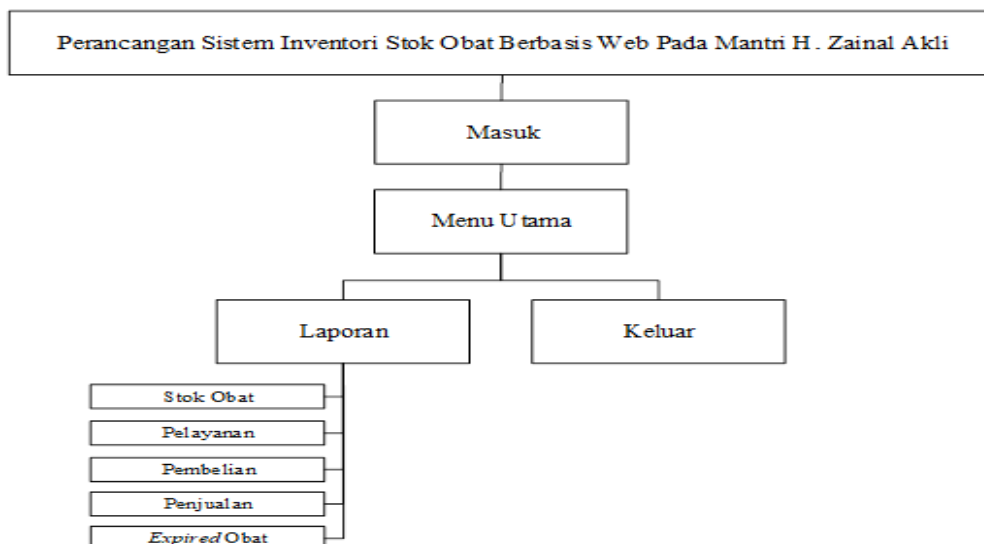 Perancangan Sistem Inventori Stok Obat Berbasis Web Pada Mantri H. Zainal Akli
Masuk
Menu Utama
Laporan
Keluar
Stok Obat
Pelayanan
Pembelian
Penjualan
Expired Obat